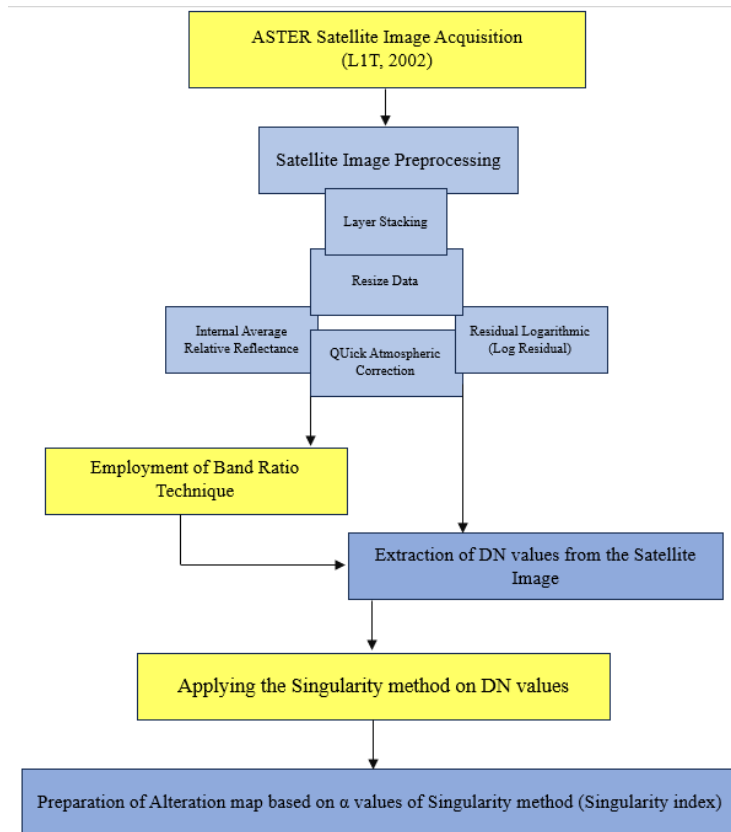 ASTER Satellite Image Acquisition
(L1T, 2002)
Satellite Image Preprocessing
Layer Stacking
Resize Data
Internal Average
Relative Reflectance
QUick Atmospheric
Correction
Residual Logarithmic
(Log Residual)
Employment of Band Ratio
Technique
Extraction of DN values from the Satellite
Image
Applying the Singularity method on DN values
Preparation of Alteration map based on α values of Singularity method (Singularity index)